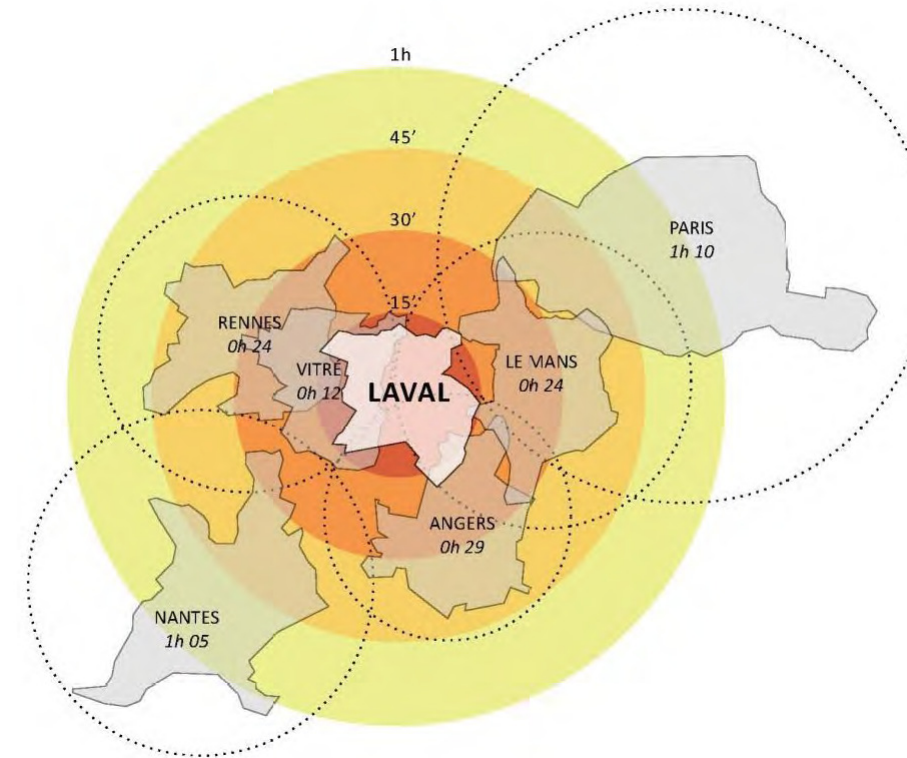 1h
45’
30’
15’
PARIS
1h 10
RENNES
0h 24
VITRÉ
0h 12
LAVAL
LE MANS
0h 24
ANGERS
0h 29
NANTES
1h 05